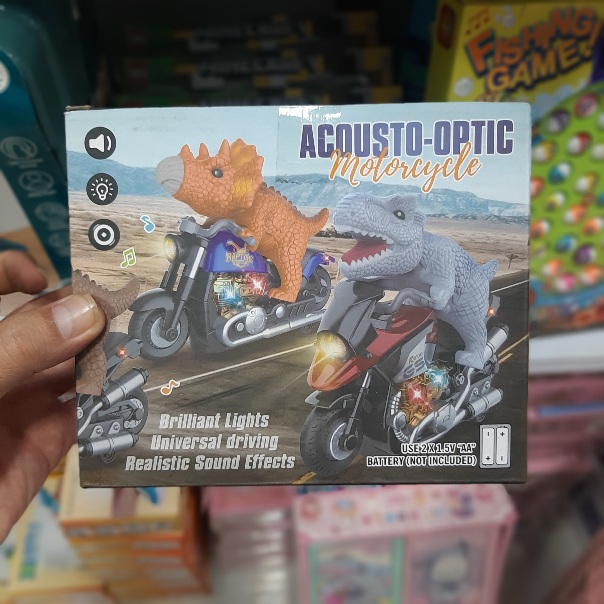 FISHING
GAME
ACOUSTO-OPTIC
Motorcycle
Brilliant Lights
Universal driving
Realistic Sound Effects
USE 2 X 1.5V "AA"
BATTERY (NOT INCLUDED)